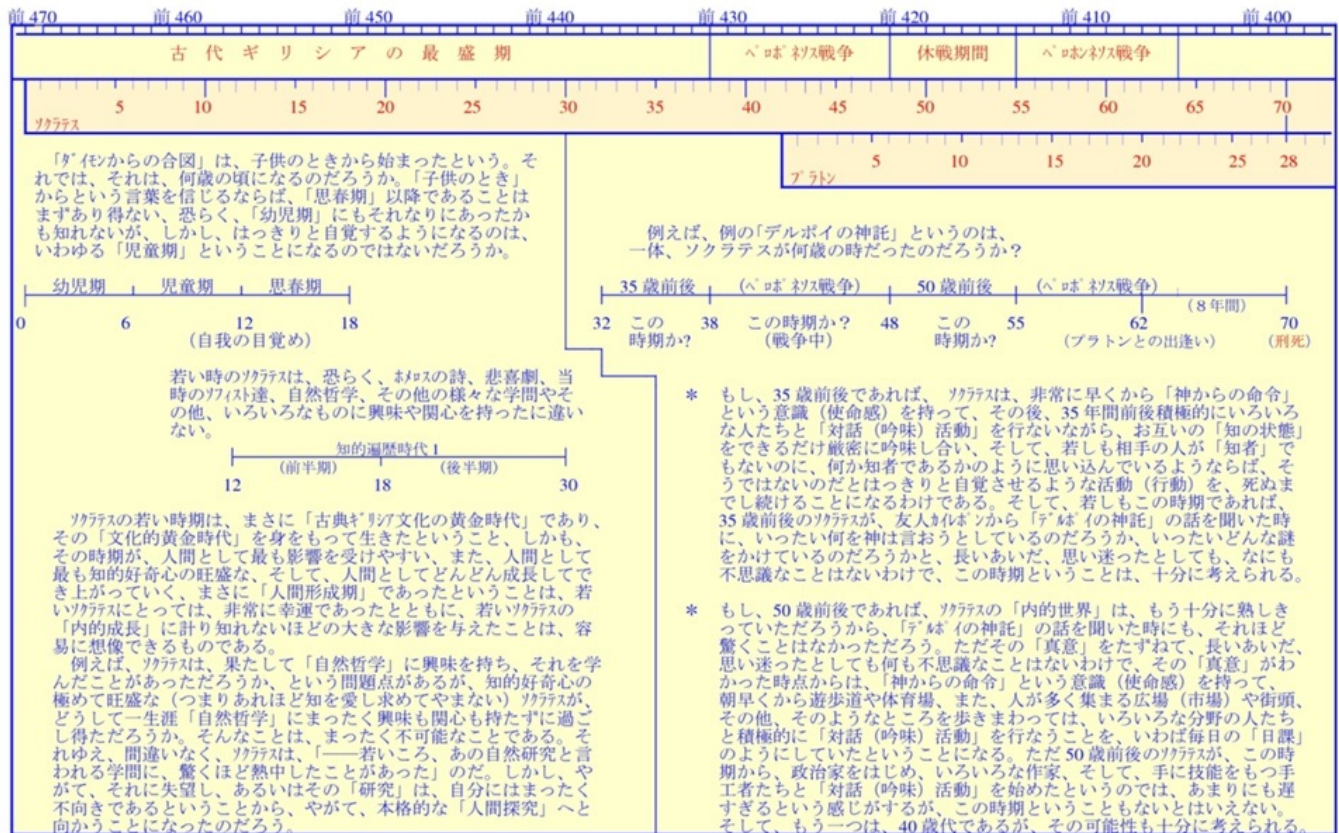 前 470 前 460 前 450 前 440 前 430 前 420 前 410 前 400
古代ギリシアの最盛期 ペロポネソス戦争 休戦期間 ペロポンネソス戦争
5 10 15 20 25 30 35 40 45 50 55 60 65 70
ソクラテス
5 10 15 20 25 28
プラトン
「ダイモンからの合図」は、子供のときから始まったという。そ
れでは、それは、何歳の頃になるのだろうか。「子供のとき」
からという言葉を信じるならば、「思春期」以降であることは
まずあり得ない、恐らく、「幼児期」にもそれなりにあったか
も知れないが、しかし、はっきりと自覚するようになるのは、
いわゆる「児童期」ということになるのではないだろうか。
幼児期 児童期 思春期
0 6 12 18
(自我の目覚め)
若い時のソクラテスは、恐らく、ホメロスの詩、悲喜劇、当
時のソフィスト達、自然哲学、その他の様々な学問やそ
の他、いろいろなものに興味や関心を持ったに違い
ない。
知的遍歴時代 1
(前半期) (後半期)
12 18 30
ソクラテスの若い時期は、まさに「古典ギリシア文化の黄金時代」であり、
その「文化的黄金時代」を身をもって生きたということ、しかも、
その時期が、人間として最も影響を受けやすい、また、人間として
最も知的好奇心の旺盛な、そして、人間としてどんどん成長してで
き上がっていく、まさに「人間形成期」であったということは、若
いソクラテスにとっては、非常に幸運であったとともに、若いソクラテスの
「内的成長」に計り知れないほどの大きな影響を与えたことは、容
易に想像できるものである。
例えば、ソクラテスは、果たして「自然哲学」に興味を持ち、それを学
んだことがあっただろうか、という問題点があるが、知的好奇心の
極めて旺盛な（つまりあれほど知を愛し求めてやまない）ソクラテスが、
どうして一生涯「自然哲学」にまったく興味も関心も持たずに過ご
し得ただろうか。そんなことは、まったく不可能なことである。そ
れゆえ、間違いなく、ソクラテスは、「――若いころ、あの自然研究と言
われる学問に、驚くほど熱中したことがあった」のだ。しかし、や
がて、それに失望し、あるいはその「研究」は、自分にはまったく
不向きであるということから、やがて、本格的な「人間探究」へと
向かうことになったのだろう。
例えば、例の「デルポイの神託」というのは、
一体、ソクラテスが何歳の時だったのだろうか？
35 歳前後 (ペロポネソス戦争) 50 歳前後 (ペロポネソス戦争)
(８年間)
32 この 38 この時期か？ 48 この 55 62 70
時期か? (戦争中) 時期か? (プラトンとの出逢い) (刑死)
* もし、35 歳前後であれば、ソクラテスは、非常に早くから「神からの命令」
という意識（使命感）を持って、その後、35 年間前後積極的にいろいろ
な人たちと「対話（吟味）活動」を行ないながら、お互いの「知の状態」
をできるだけ厳密に吟味し合い、そして、若しも相手の人が「知者」で
もないのに、何か知者であるかのように思い込んでいるようならば、そ
うではないのだとはっきりと自覚させるような活動（行動）を、死ぬま
でし続けることになるわけである。そして、若しもこの時期であれば、
35 歳前後のソクラテスが、友人カイレポンから「デルポイの神託」の話を聞いた時
に、いったい何を神は言おうとしているのだろうか、いったいどんな謎
をかけているのだろうかと、長いあいだ、思い迷ったとしても、なにも
不思議なことはないわけで、この時期ということは、十分に考えられる。
* もし、50 歳前後であれば、ソクラテスの「内的世界」は、もう十分に熟しき
っていただろうから、「デルポイの神託」の話を聞いた時にも、それほど
驚くことはなかっただろう。ただその「真意」をたずねて、長いあいだ、
思い迷ったとしても何も不思議なことはないわけで、その「真意」がわ
かった時点からは、「神からの命令」という意識（使命感）を持って、
朝早くから遊歩道や体育場、また、人が多く集まる広場（市場）や街頭、
その他、そのようなところを歩きまわっては、いろいろな分野の人たち
と積極的に「対話（吟味）活動」を行なうことを、いわば毎日の「日課」
のようにしていたということになる。ただ 50 歳前後のソクラテスが、この時
期から、政治家をはじめ、いろいろな作家、そして、手に技能をもつ手
工者たちと「対話（吟味）活動」を始めたというのでは、あまりにも遅
すぎるという感じがするが、この時期ということもないとはいえない。
そして、もう一つは、40 歳代であるが、その可能性も十分に考えられる。